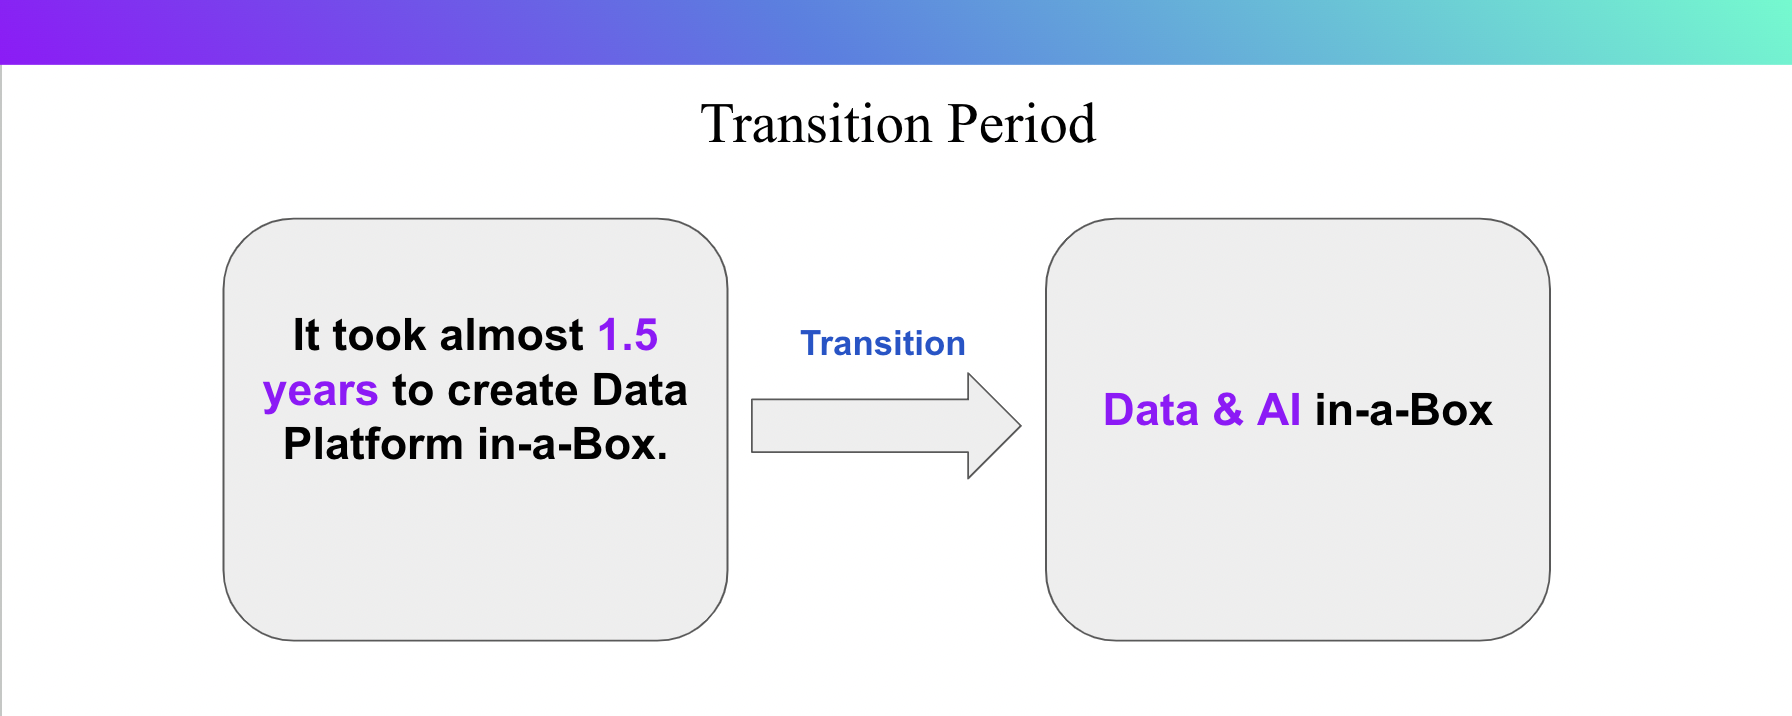 Transition Period
It took almost 1.5
years to create Data
Platform in-a-Box.
Transition
Data & AI in-a-Box